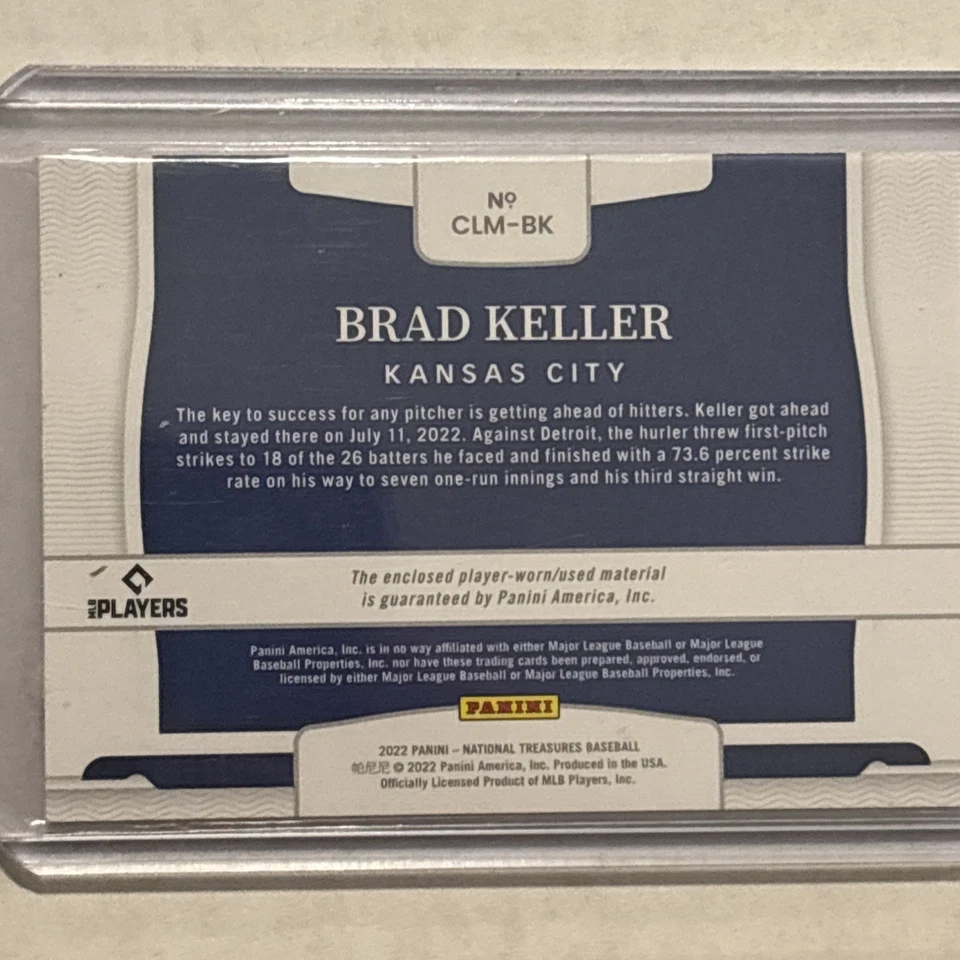 Nº
CLM-BK
BRAD KELLER
KANSAS CITY
The key to success for any pitcher is getting ahead of hitters. Keller got ahead
and stayed there on July 11, 2022. Against Detroit, the hurler threw first-pitch
strikes to 18 of the 26 batters he faced and finished with a 73.6 percent strike
rate on his way to seven one-run innings and his third straight win.
The enclosed player-worn/used material
is guaranteed by Panini America, Inc.
MLB PLAYERS
Panini America, Inc. is in no way affiliated with either Major League Baseball or Major League
Baseball Properties, Inc. nor have these trading cards been prepared, approved, endorsed, or
licensed by either Major League Baseball or Major League Baseball Properties, Inc.
PANINI
2022 PANINI – NATIONAL TREASURES BASEBALL
帕尼尼 © 2022 Panini America, Inc. Produced in the USA.
Officially Licensed Product of MLB Players, Inc.